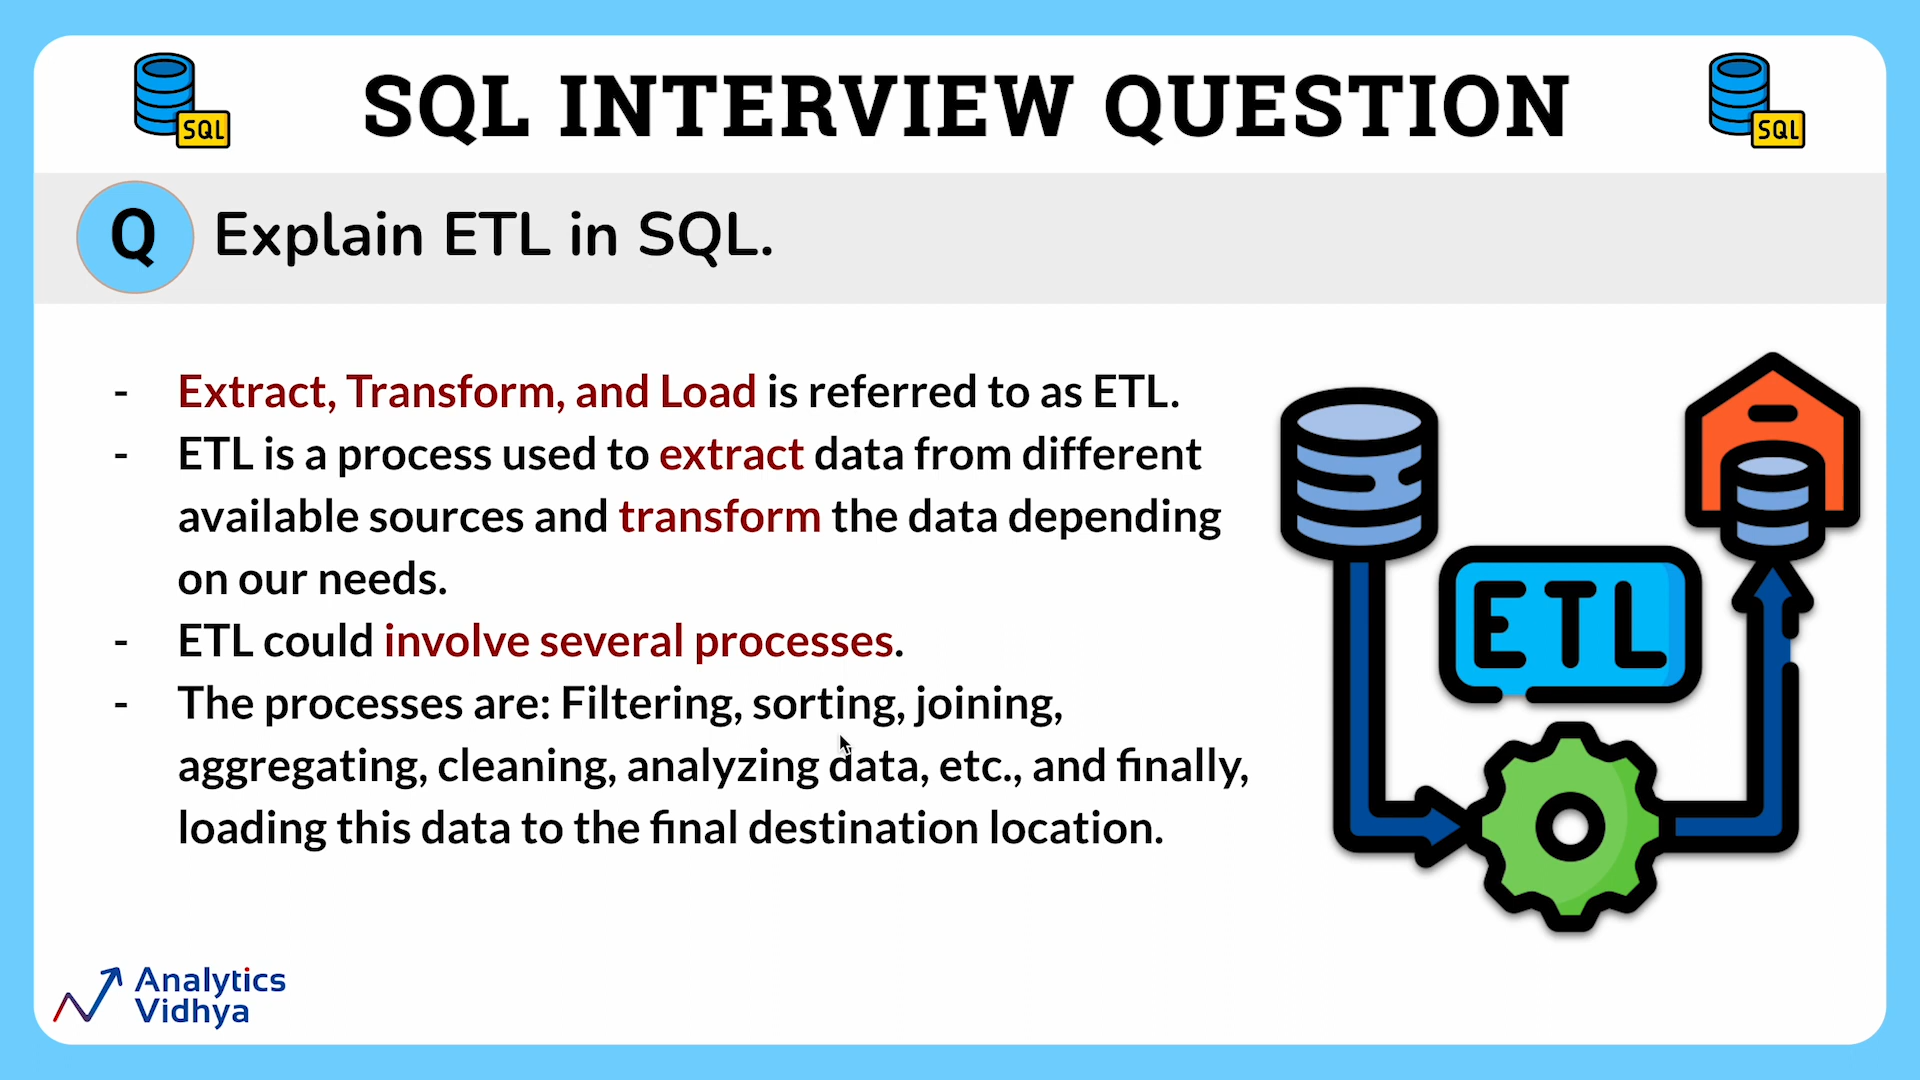 SQL INTERVIEW QUESTION
SQL
SQL
Q
Explain ETL in SQL.
- Extract, Transform, and Load is referred to as ETL.
- ETL is a process used to extract data from different
available sources and transform the data depending
on our needs.
- ETL could involve several processes.
- The processes are: Filtering, sorting, joining,
aggregating, cleaning, analyzing data, etc., and finally,
loading this data to the final destination location.
ETL
Analytics
Vidhya